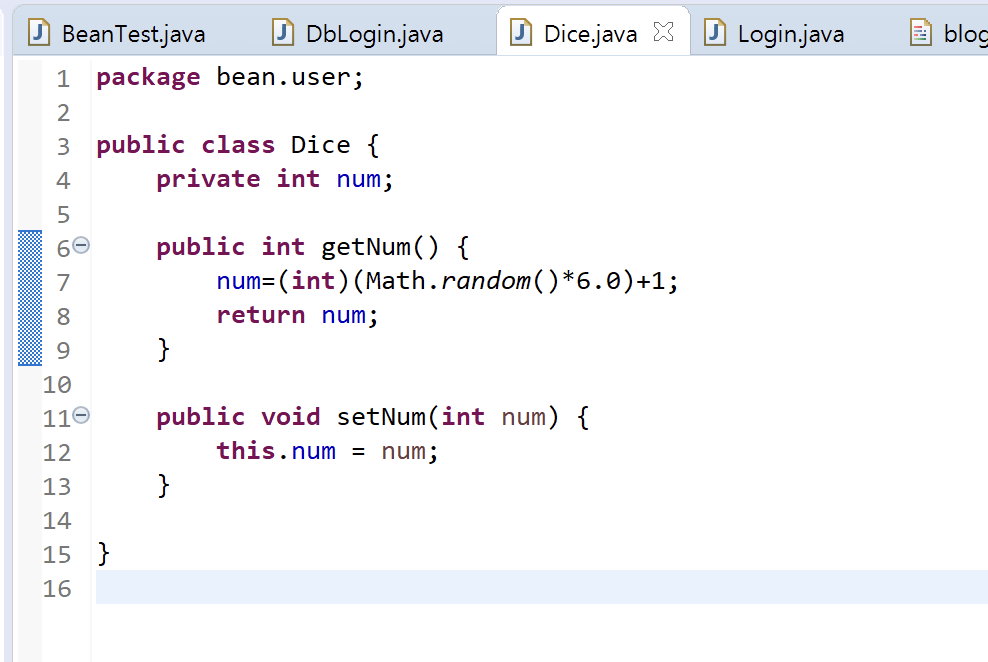 BeanTest.java DbLogin.java Dice.java Login.java blog
1 package bean.user;
2
3 public class Dice {
4     private int num;
5
6     public int getNum() {
7         num=(int)(Math.random()*6.0)+1;
8         return num;
9     }
10
11     public void setNum(int num) {
12         this.num = num;
13     }
14
15 }
16